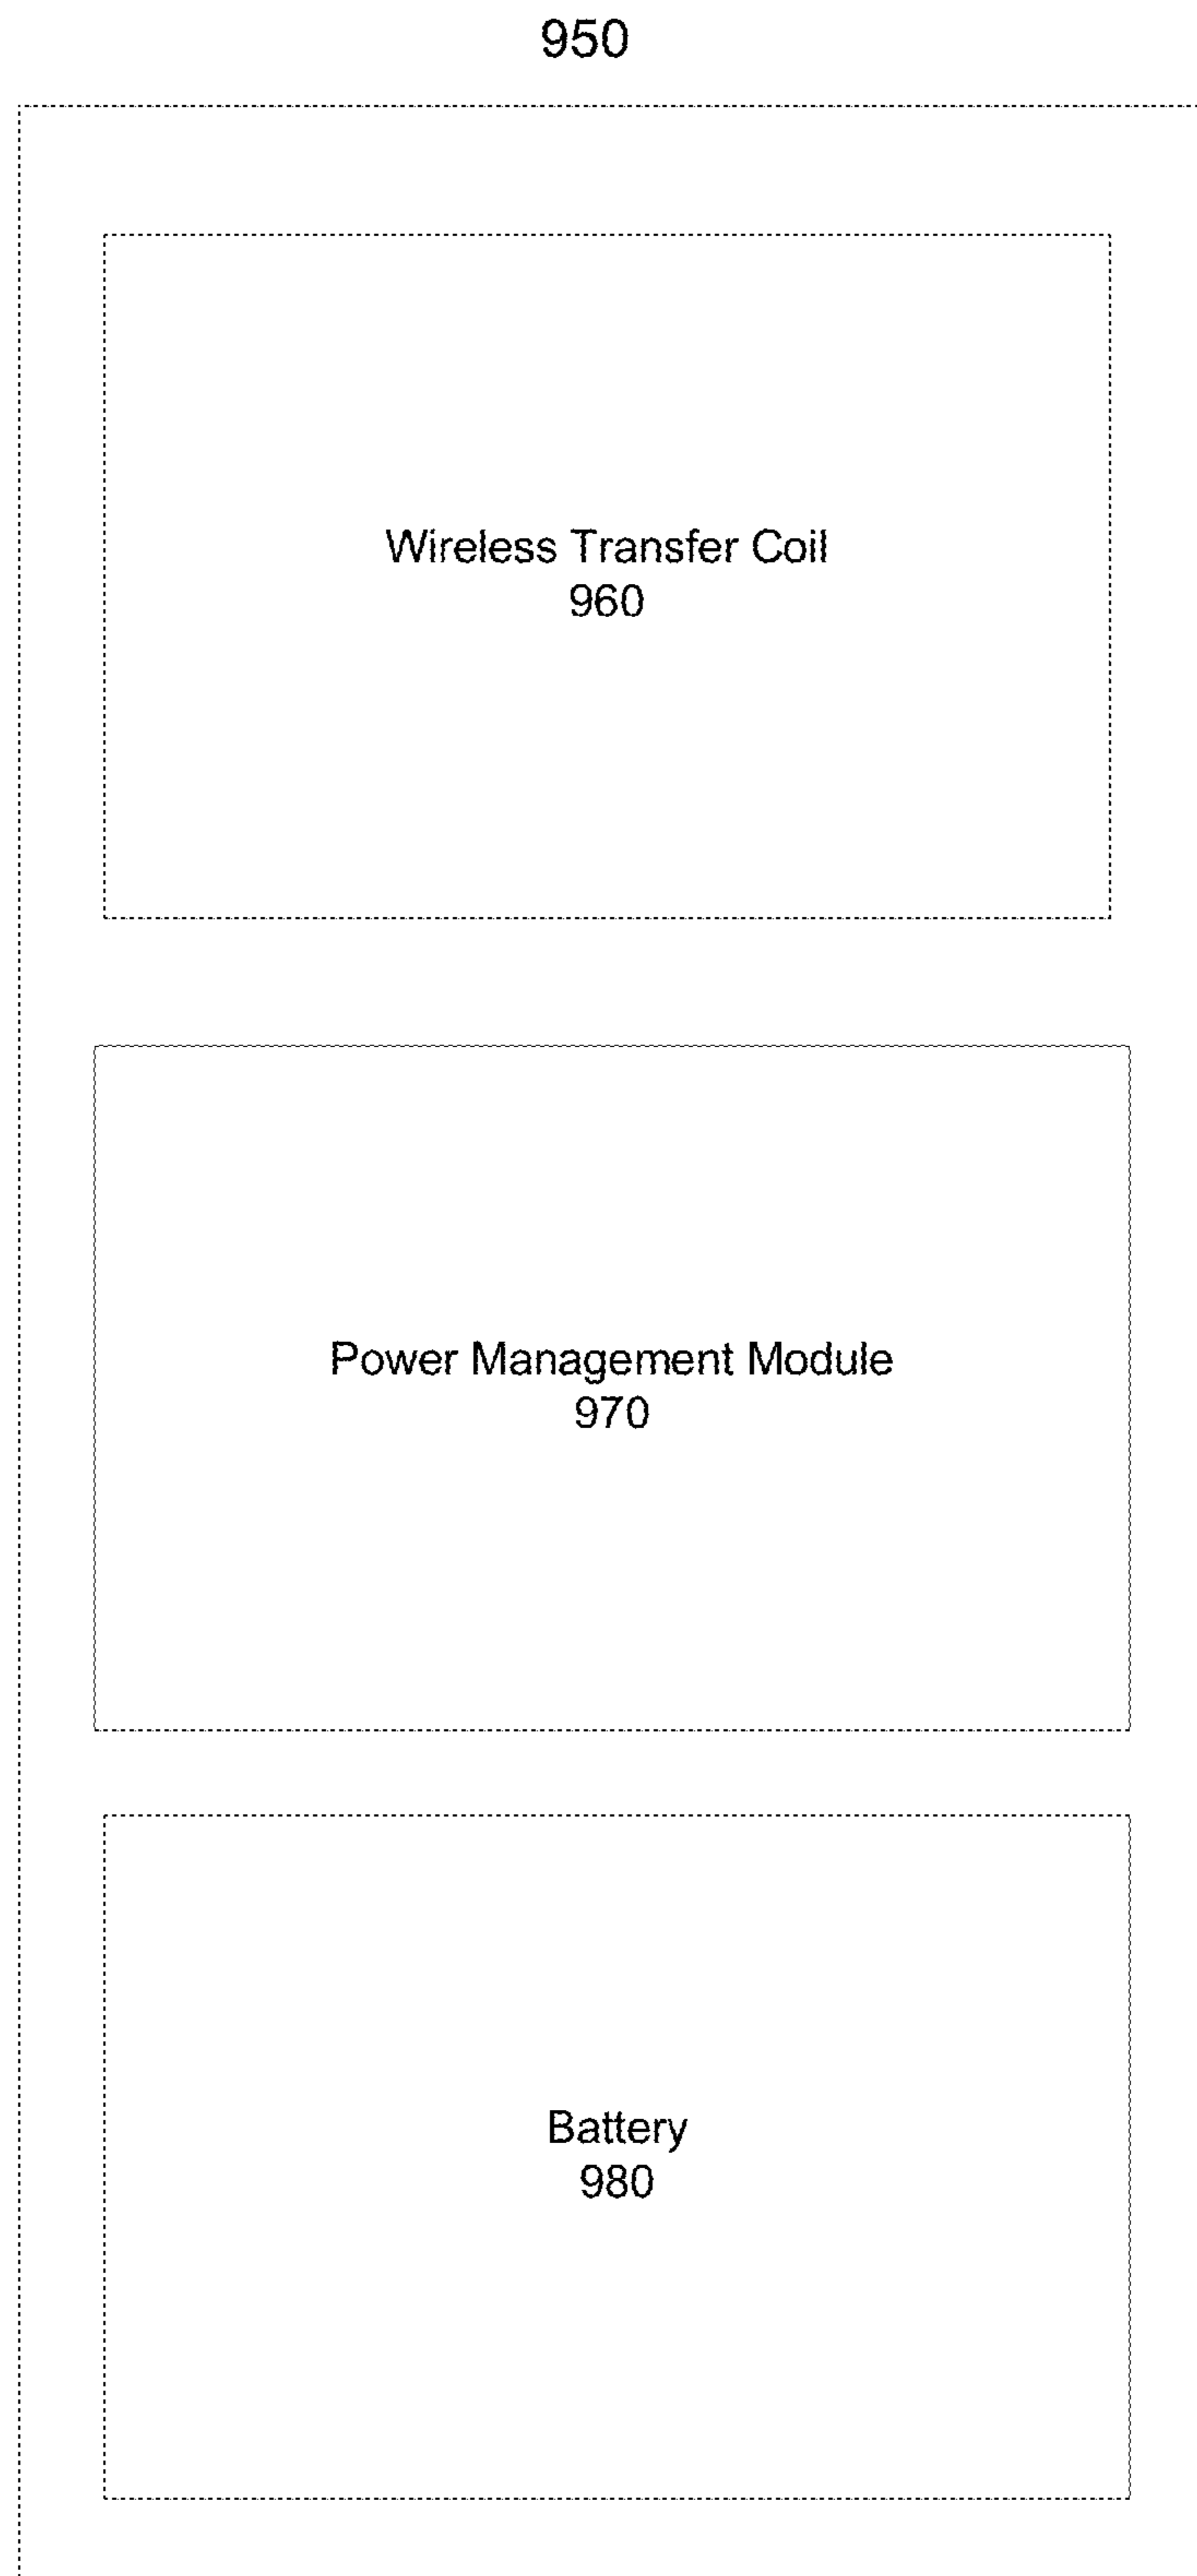 950
Wireless Transfer Coil
960
Power Management Module
970
Battery
980